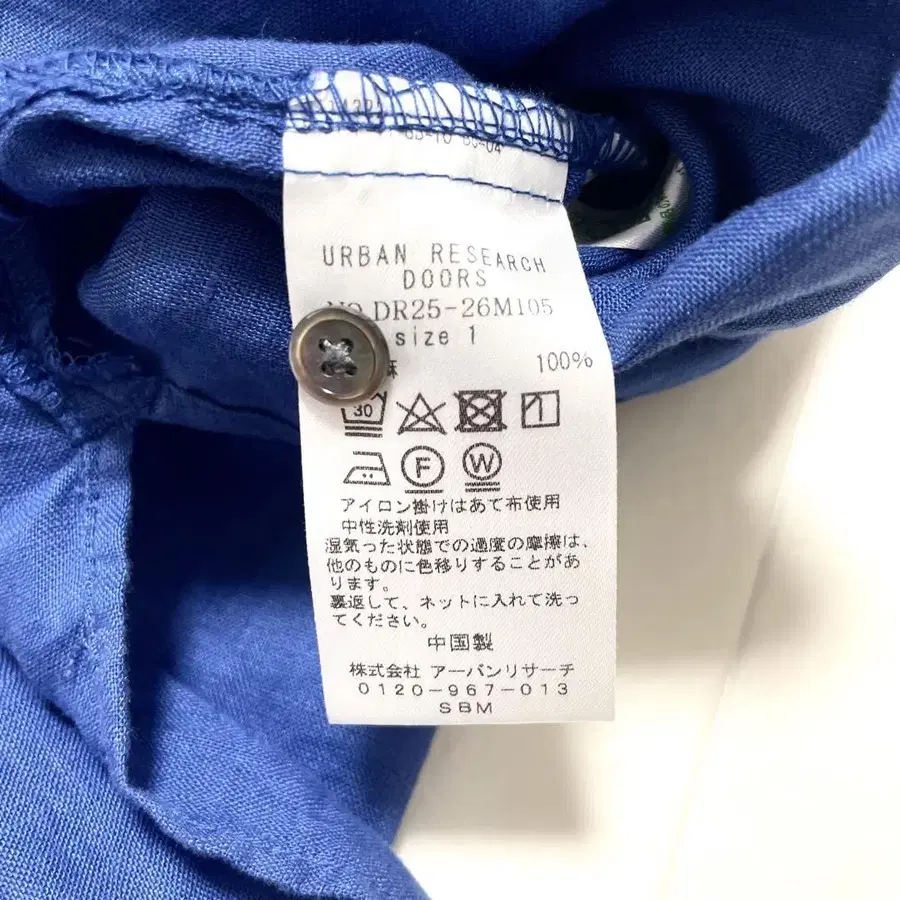 URBAN RESEARCH
DOORS
NO.DR25-26M105
size 1
麻 100%
30
F
W
アイロン掛けはあて布使用
中性洗剤使用
湿気った状態での過度の摩擦は、
他のものに色移りすることがあ
ります。
裏返して、ネットに入れて洗っ
てください。
中国製
株式会社 アーバンリサーチ
0120-967-013
SBM